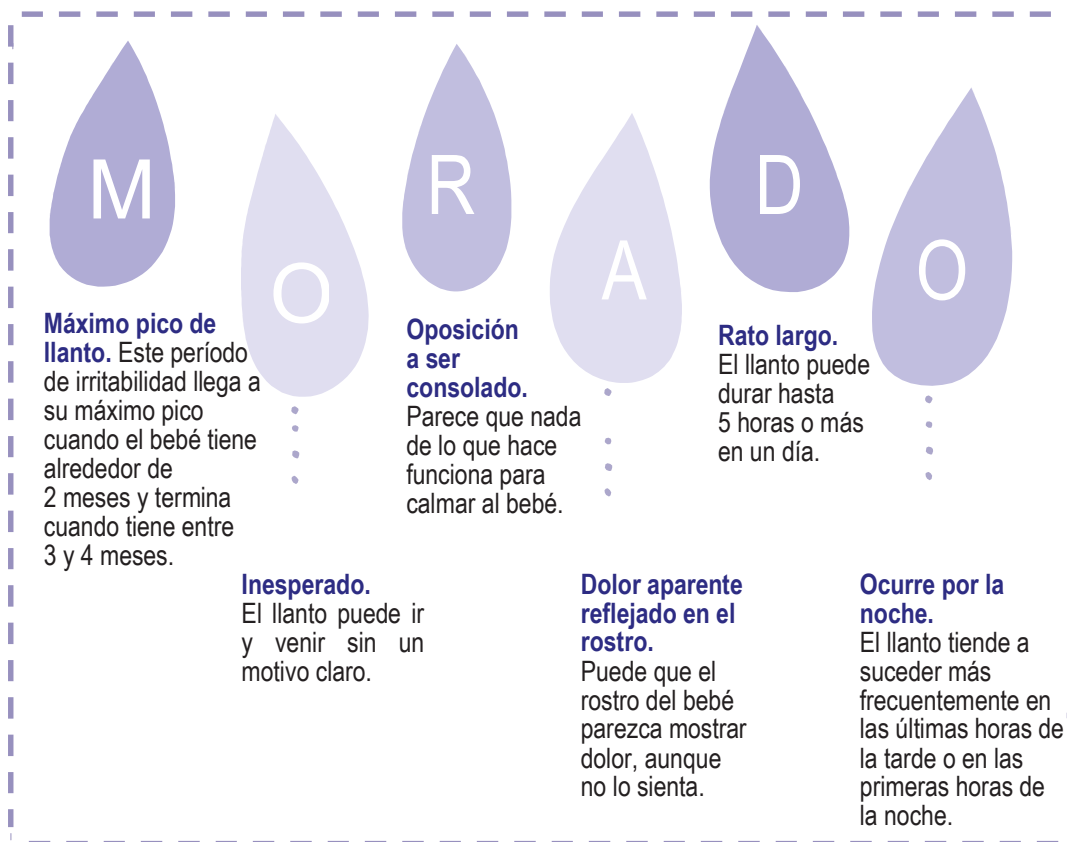 M
O
R
A
D
O
Máximo pico de
llanto. Este período
de irritabilidad llega a
su máximo pico
cuando el bebé tiene
alrededor de
2 meses y termina
cuando tiene entre
3 y 4 meses.
Inesperado.
El llanto puede ir
y venir sin un
motivo claro.
Oposición
a ser
consolado.
Parece que nada
de lo que hace
funciona para
calmar al bebé.
Dolor aparente
reflejado en el
rostro.
Puede que el
rostro del bebé
parezca mostrar
dolor, aunque
no lo sienta.
Rato largo.
El llanto puede
durar hasta
5 horas o más
en un día.
Ocurre por la
noche.
El llanto tiende a
suceder más
frecuentemente en
las últimas horas de
la tarde o en las
primeras horas de
la noche.